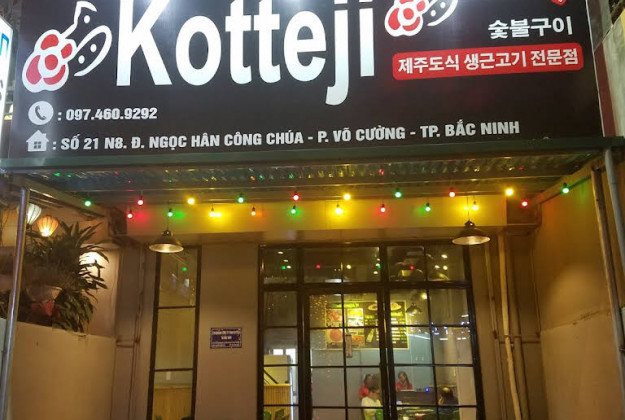 Kotteji
숯불구이
제주도식 생근고기 전문점
: 097.460.9292
: SỐ 21 N8. Đ. NGỌC HÂN CÔNG CHÚA - P. VÕ CƯỜNG - TP. BẮC NINH